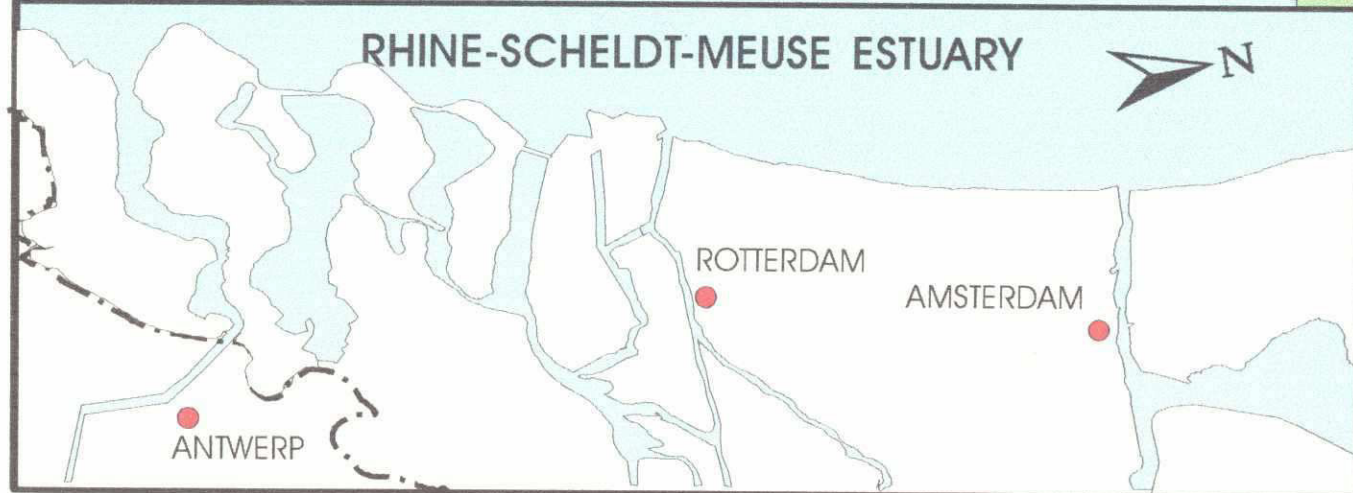 RHINE-SCHELDT-MEUSE ESTUARY
N
ROTTERDAM
AMSTERDAM
ANTWERP